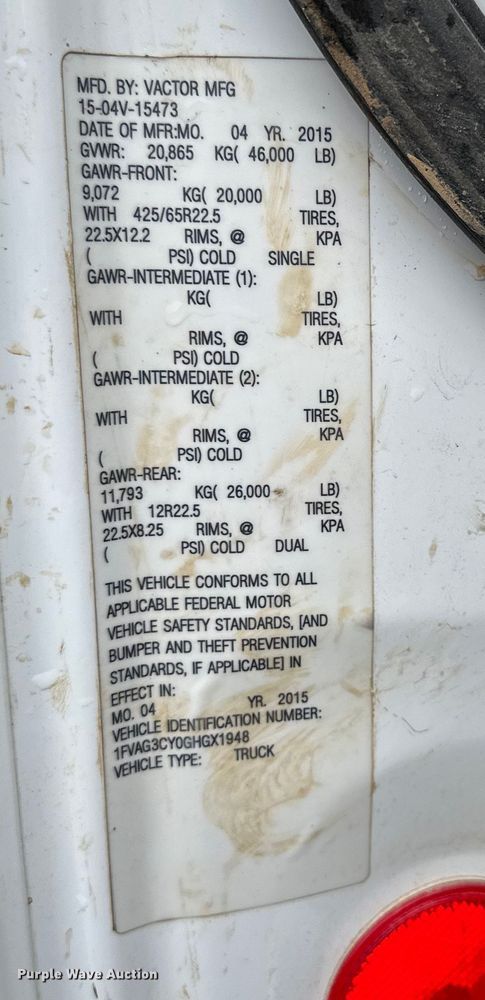 MFD. BY: VACTOR MFG
15-04V-15473
DATE OF MFR:MO. 04 YR. 2015
GVWR: 20,865 KG( 46,000 LB)
GAWR-FRONT:
9,072 KG( 20,000 LB)
WITH 425/65R22.5 TIRES,
22.5X12.2 RIMS, @ KPA
( PSI) COLD SINGLE
GAWR-INTERMEDIATE (1):
KG( LB)
WITH TIRES,
RIMS, @ KPA
( PSI) COLD
GAWR-INTERMEDIATE (2):
KG( LB)
WITH TIRES,
RIMS, @ KPA
( PSI) COLD
GAWR-REAR:
11,793 KG( 26,000 LB)
WITH 12R22.5 TIRES,
22.5X8.25 RIMS, @ KPA
( PSI) COLD DUAL
THIS VEHICLE CONFORMS TO ALL
APPLICABLE FEDERAL MOTOR
VEHICLE SAFETY STANDARDS, [AND
BUMPER AND THEFT PREVENTION
STANDARDS, IF APPLICABLE] IN
EFFECT IN:
MO. 04 YR. 2015
VEHICLE IDENTIFICATION NUMBER:
1FVAG3CY0GHGX1948
VEHICLE TYPE: TRUCK
Purple Wave Auction